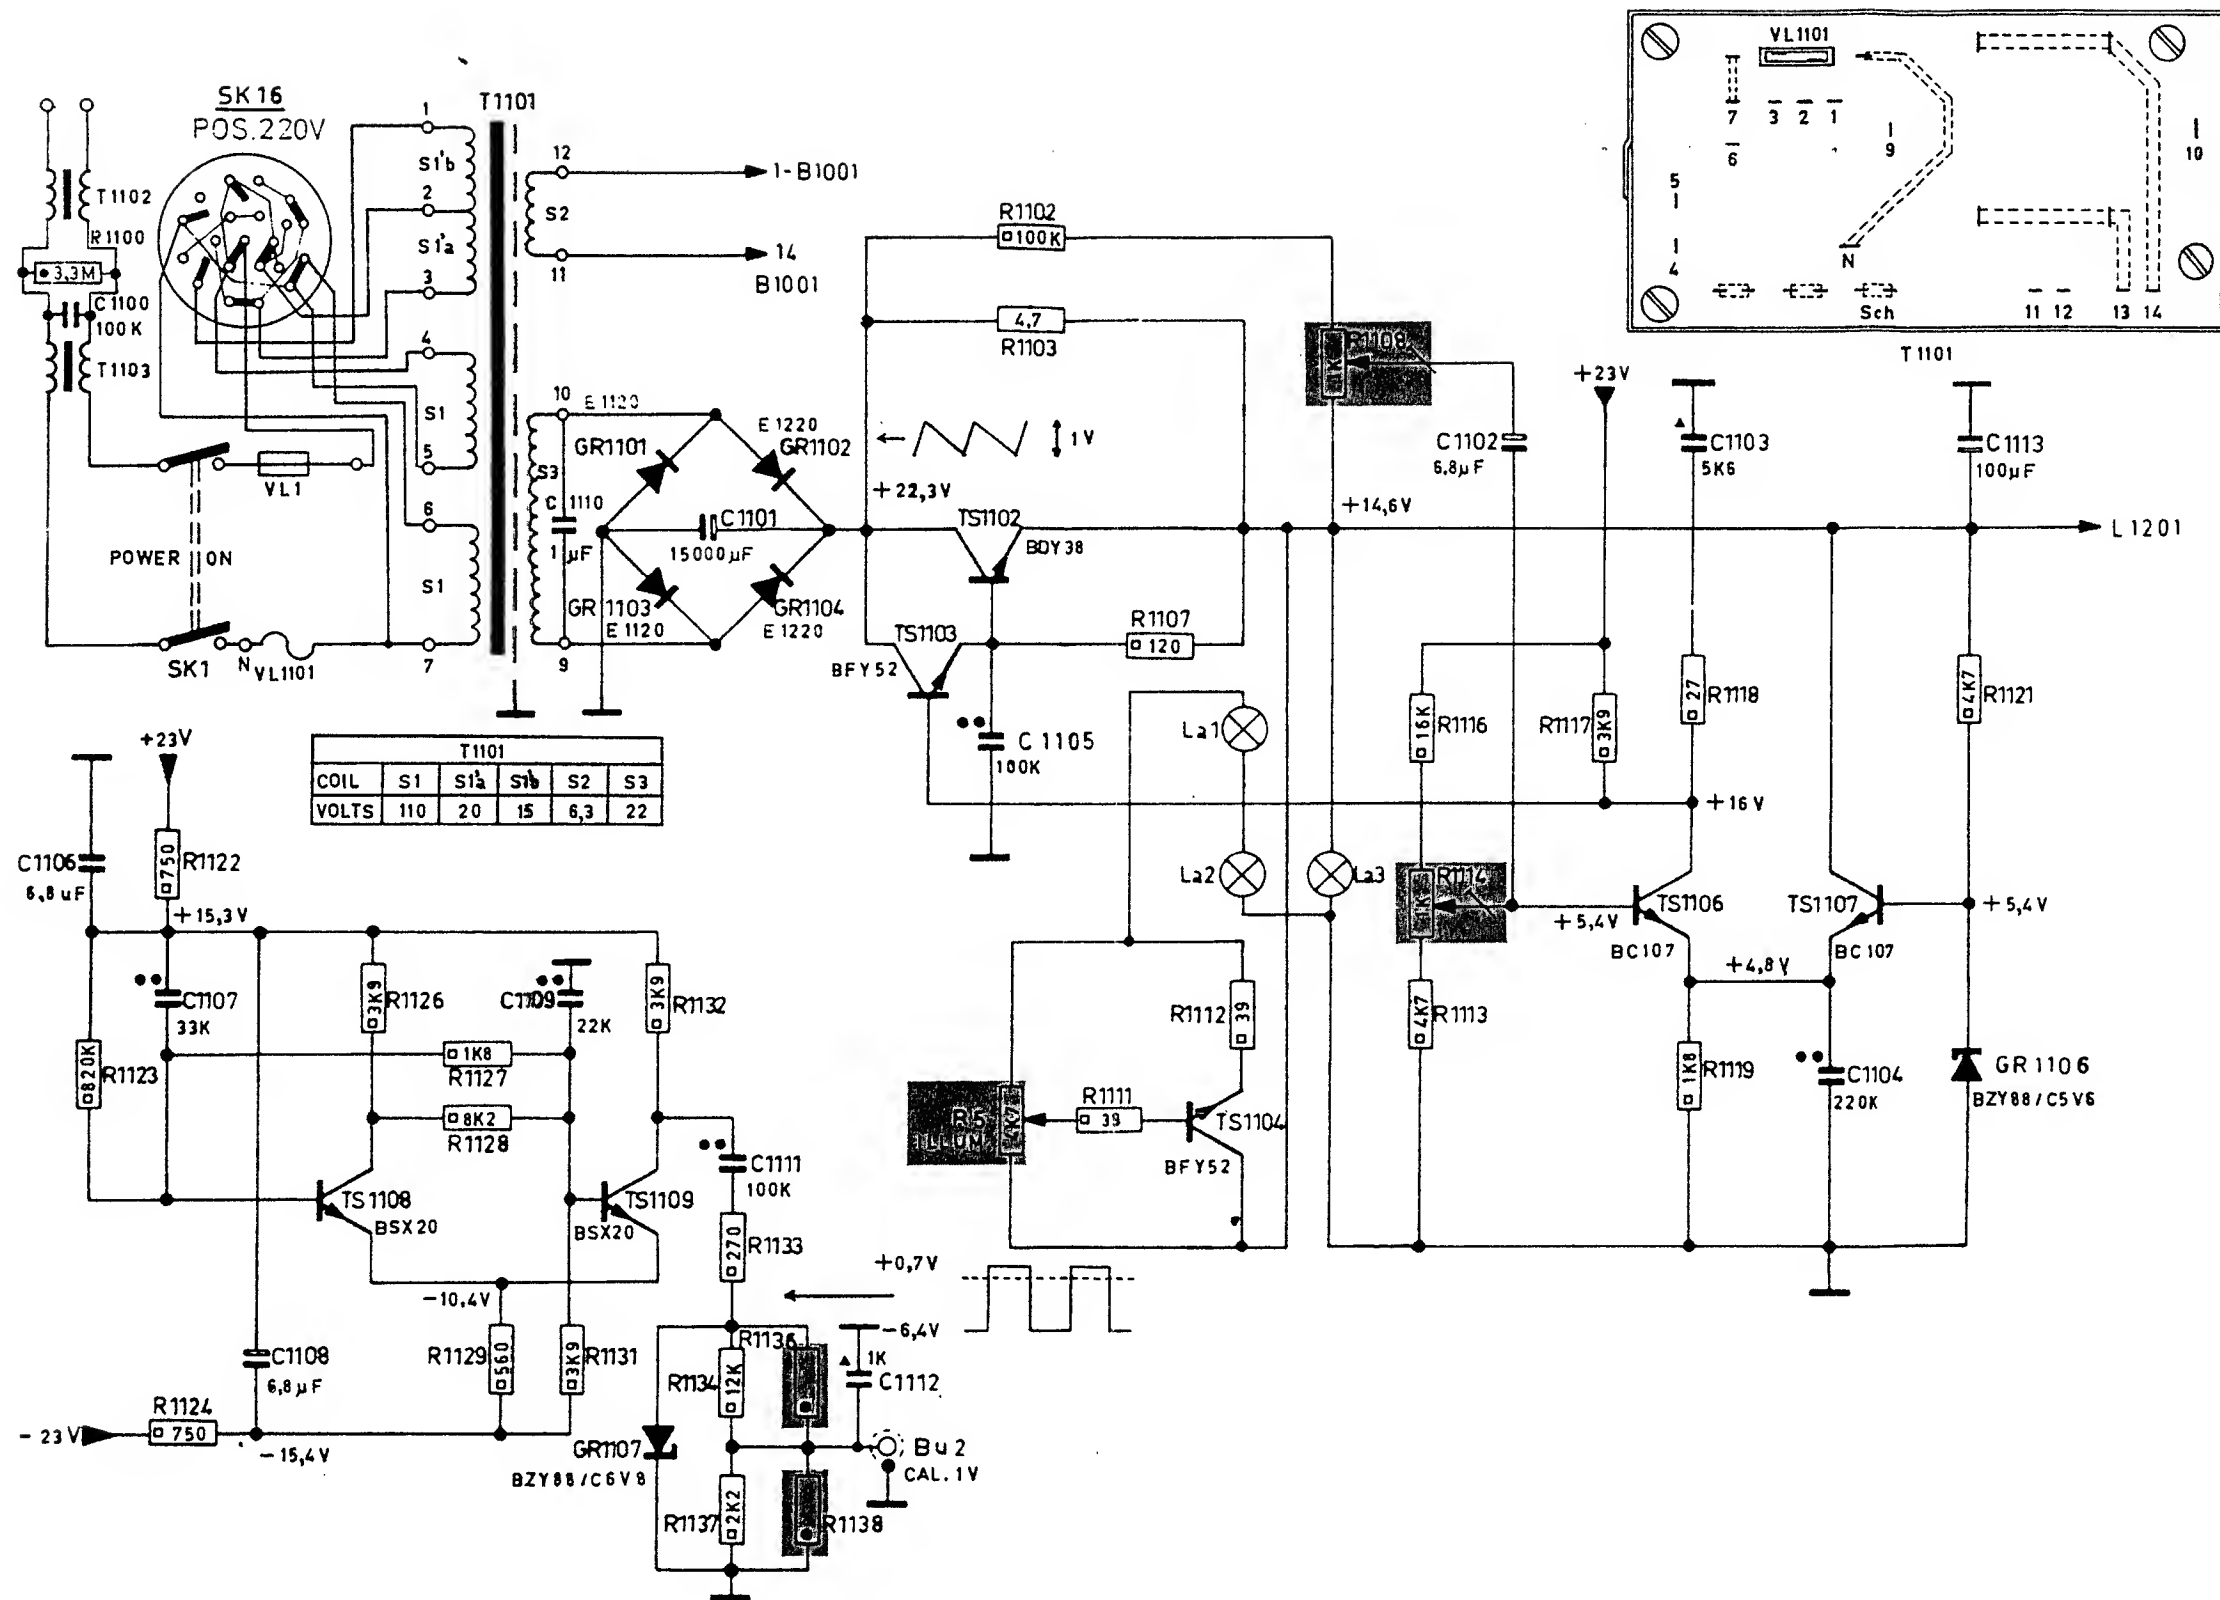 SK16
POS.220V
T1102
R1100
3,3M
C1100
100K
T1103
VL1
POWER ON
SK1
N
VL1101
T1101
1
S1'b
2
S1'a
3
4
S1
5
6
S1
7
12
S2
11
1-B1001
14
B1001
10
E1120
S3
C1110
1µF
9
GR1101
E1220
GR1102
C1101
15000µF
GR1103
E1120
GR1104
E1220
T1101
COIL S1 S1'a S1'b S2 S3
VOLTS 110 20 15 6,3 22
R1102
100K
4,7
R1103
1V
+22,3V
TS1102
BDY38
TS1103
BFY52
R1107
120
C1105
100K
R1108
1K
+14,6V
C1102
6,8µF
+23V
C1103
5K6
C1113
100µF
L1201
VL1101
7 3 2 1
6
9
10
5
4
N
Sch
11 12 13 14
T1101
R1116
16K
R1117
3K9
R1118
27
R1121
4K7
+16V
La1
La2
La3
R1114
1K
+5,4V
TS1106
BC107
TS1107
BC107
+5,4V
+4,8V
R1112
39
R1113
4K7
R1119
1K8
C1104
220K
GR1106
BZY88/C5V6
R5
ILLUM
4K7
R1111
39
TS1104
BFY52
+23V
C1106
6,8uF
750
R1122
+15,3V
C1107
33K
3K9
R1126
C1109
22K
3K9
R1132
820K
R1123
1K8
R1127
8K2
R1128
TS1108
BSX20
TS1109
BSX20
C1111
100K
270
R1133
-10,4V
+0,7V
-6,4V
C1108
6,8µF
R1129
560
3K9
R1131
R1124
-23V
750
-15,4V
R1136
R1134
12K
1K
C1112
GR1107
BZY88/C6V8
Bu2
CAL.1V
R1137
2K2
R1138